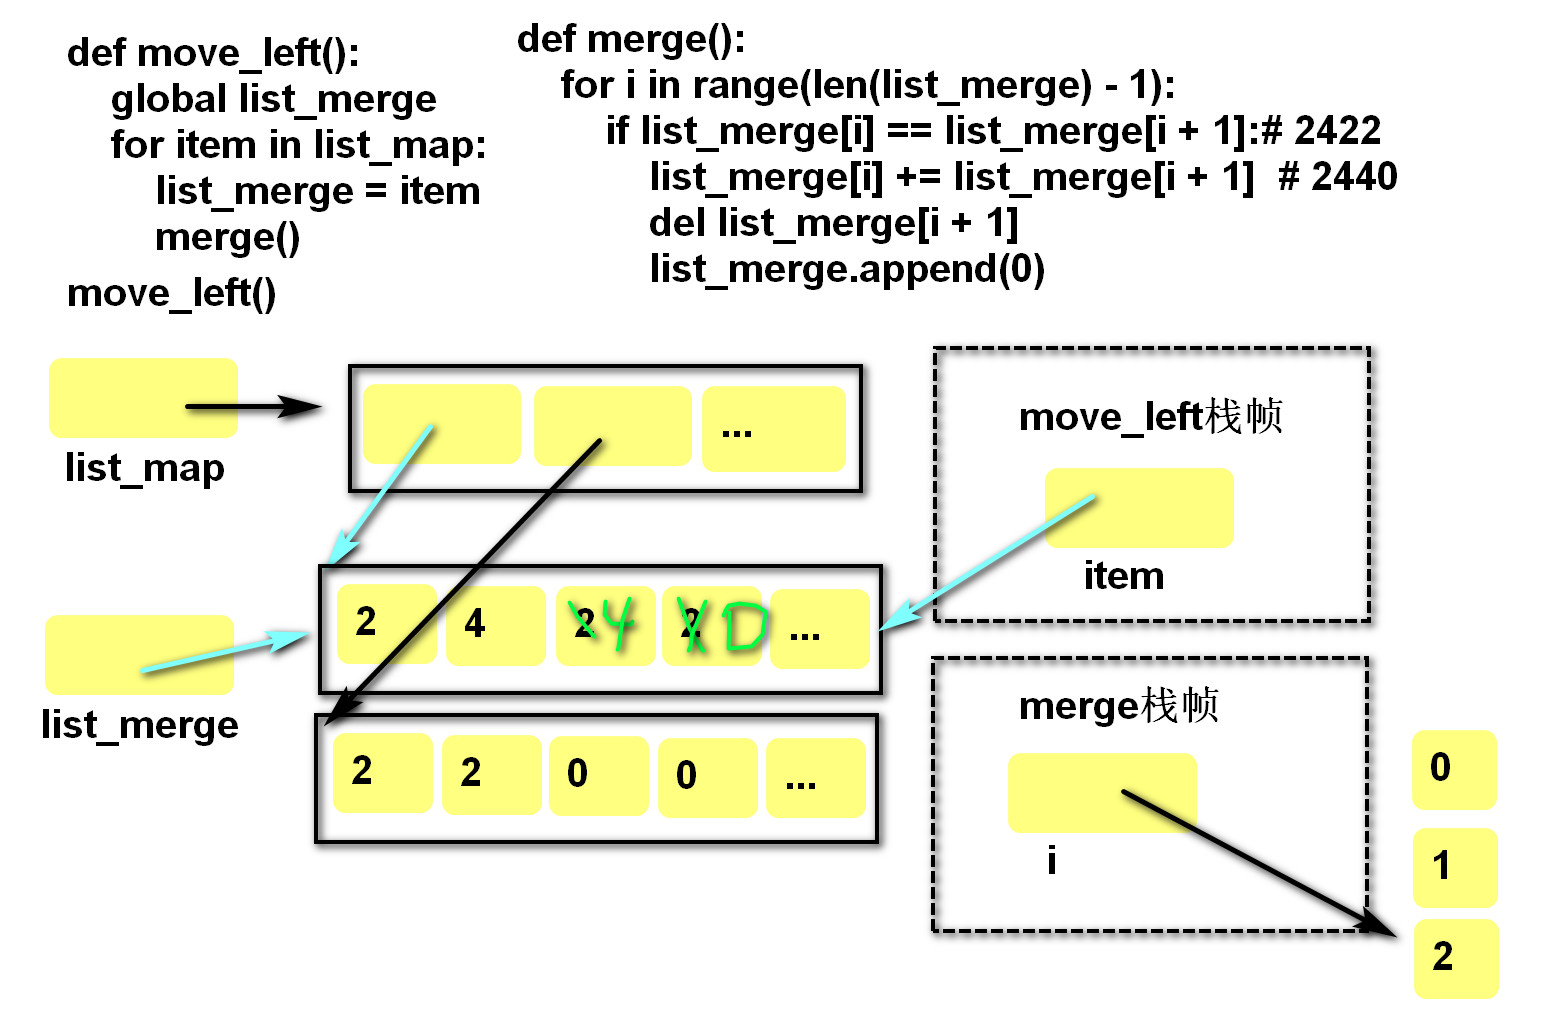 def move_left():
global list_merge
for item in list_map:
list_merge = item
merge()
move_left()
def merge():
for i in range(len(list_merge) - 1):
if list_merge[i] == list_merge[i + 1]:# 2422
list_merge[i] += list_merge[i + 1]  # 2440
del list_merge[i + 1]
list_merge.append(0)
list_map
...
move_left栈帧
item
list_merge
2 4 2 4 2 0 ...
2 2 0 0 ...
merge栈帧
i
0
1
2